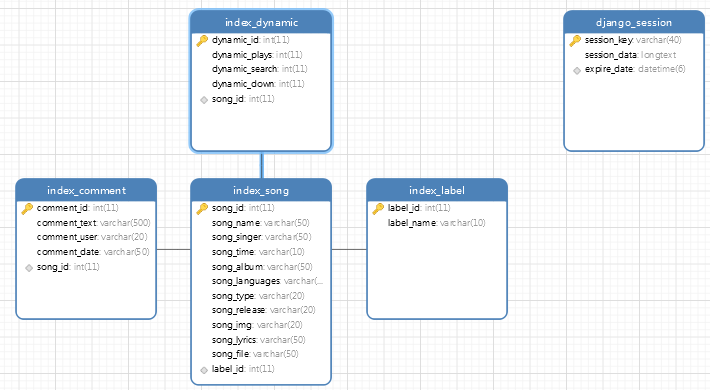 index_dynamic
dynamic_id: int(11)
dynamic_plays: int(11)
dynamic_search: int(11)
dynamic_down: int(11)
song_id: int(11)
django_session
session_key: varchar(40)
session_data: longtext
expire_date: datetime(6)
index_comment
comment_id: int(11)
comment_text: varchar(500)
comment_user: varchar(20)
comment_date: varchar(50)
song_id: int(11)
index_song
song_id: int(11)
song_name: varchar(50)
song_singer: varchar(50)
song_time: varchar(10)
song_album: varchar(50)
song_languages: varchar(...
song_type: varchar(20)
song_release: varchar(20)
song_img: varchar(20)
song_lyrics: varchar(50)
song_file: varchar(50)
label_id: int(11)
index_label
label_id: int(11)
label_name: varchar(10)